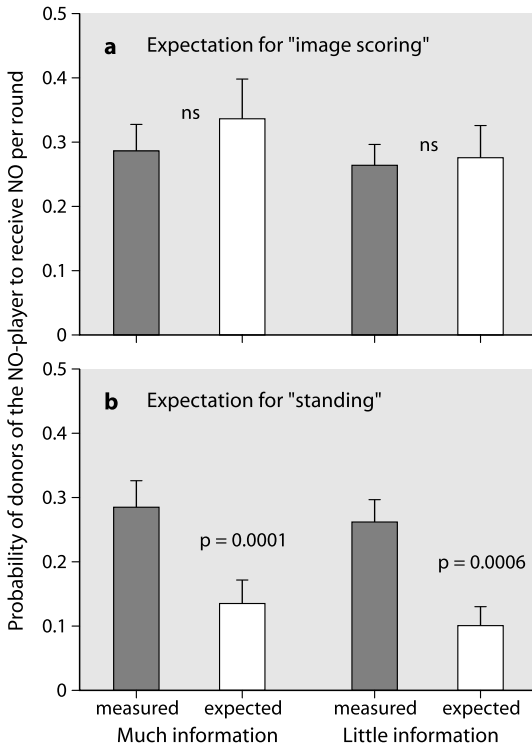 Probability of donors of the NO-player to receive NO per round
0.5
0.4
0.3
0.2
0.1
0
a Expectation for "image scoring"
ns
ns
0.5
0.4
0.3
0.2
0.1
0
b Expectation for "standing"
p = 0.0001
p = 0.0006
measured expected measured expected
Much information Little information